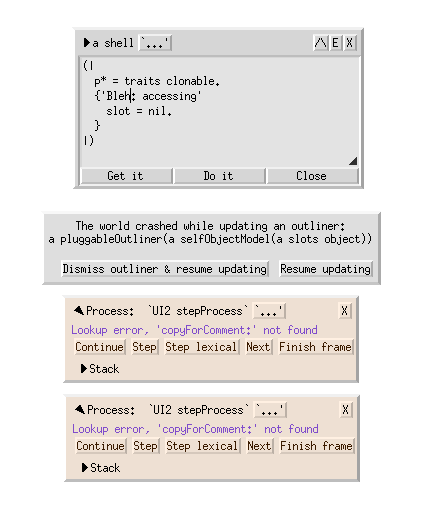 a shell `...' /\ E X
(|
p* = traits clonable.
{'Bleh: accessing'
slot = nil.
}
|)
Get it Do it Close
The world crashed while updating an outliner:
a pluggableOutliner(a selfObjectModel(a slots object))
Dismiss outliner & resume updating Resume updating
Process: `UI2 stepProcess` `...' X
Lookup error, 'copyForComment:' not found
Continue Step Step lexical Next Finish frame
Stack
Process: `UI2 stepProcess` `...' X
Lookup error, 'copyForComment:' not found
Continue Step Step lexical Next Finish frame
Stack